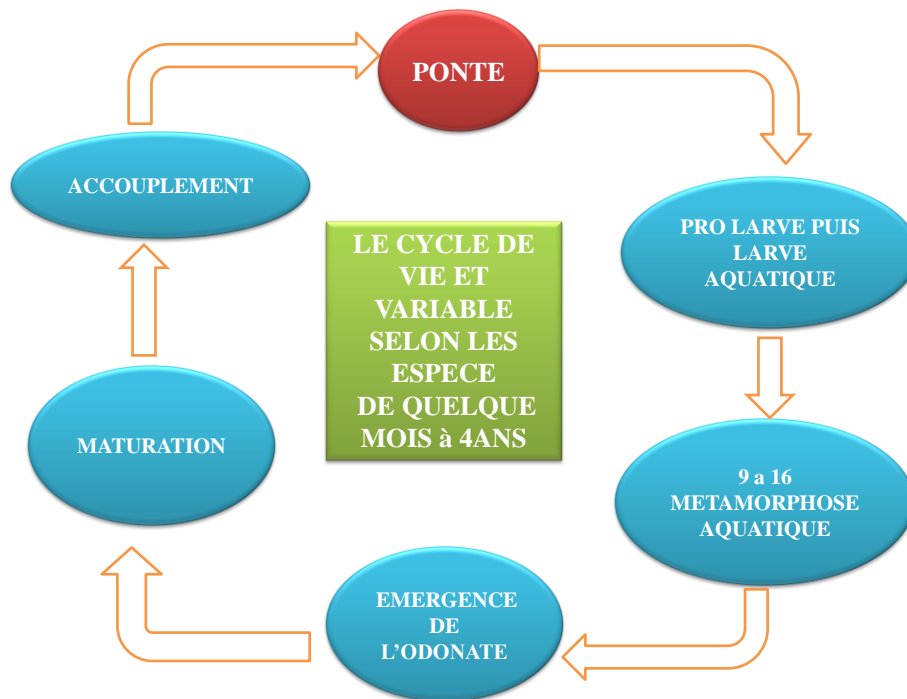 PONTE
ACCOUPLEMENT
PRO LARVE PUIS
LARVE
AQUATIQUE
LE CYCLE DE
VIE ET
VARIABLE
SELON LES
ESPECE
DE QUELQUE
MOIS à 4ANS
MATURATION
9 a 16
METAMORPHOSE
AQUATIQUE
EMERGENCE
DE
L'ODONATE